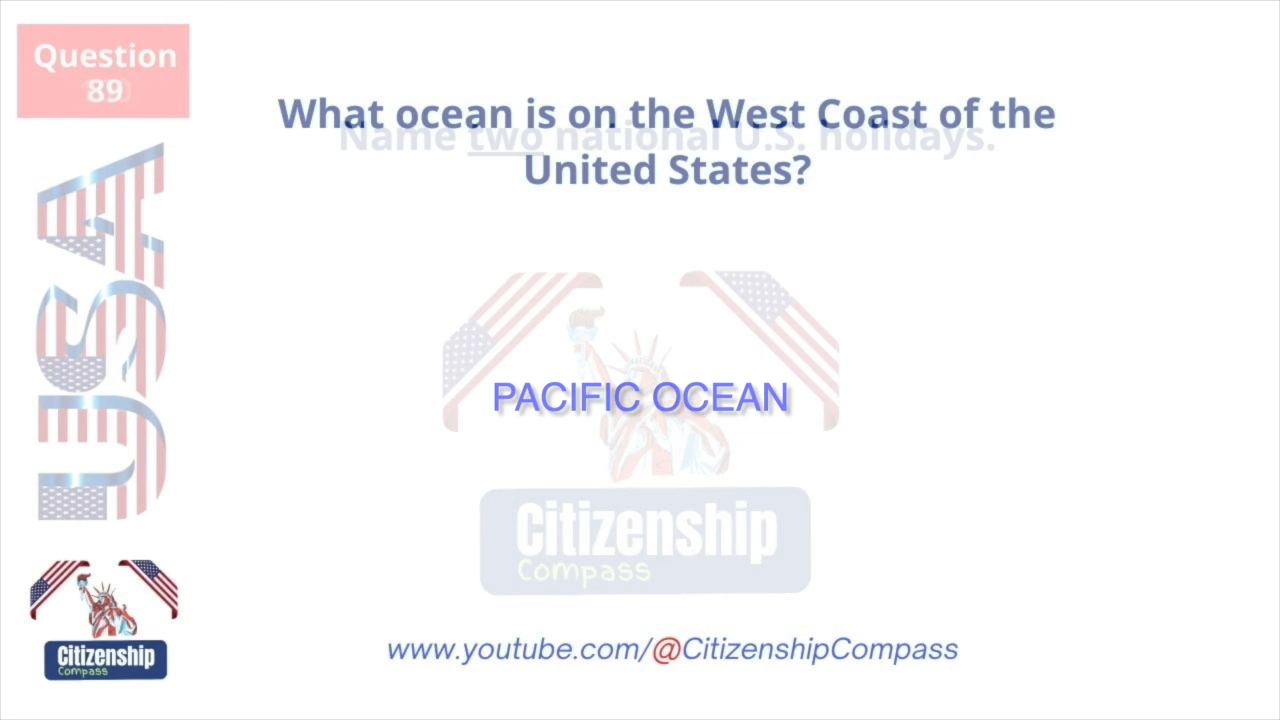 Question
89
What ocean is on the West Coast of the
Name two national U.S. holidays.
United States?
USA
PACIFIC OCEAN
Citizenship
Compass
Citizenship
Compass
www.youtube.com/@CitizenshipCompass